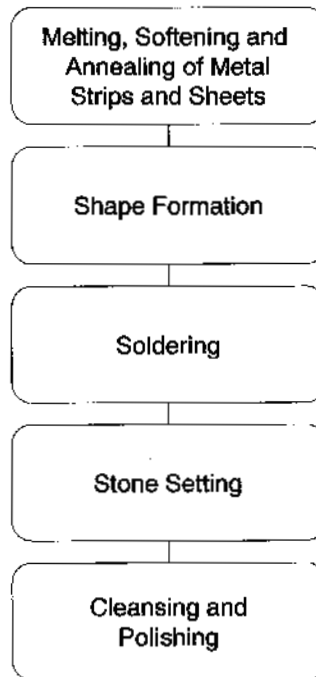 Melting, Softening and
Annealing of Metal
Strips and Sheets
Shape Formation
Soldering
Stone Setting
Cleansing and
Polishing